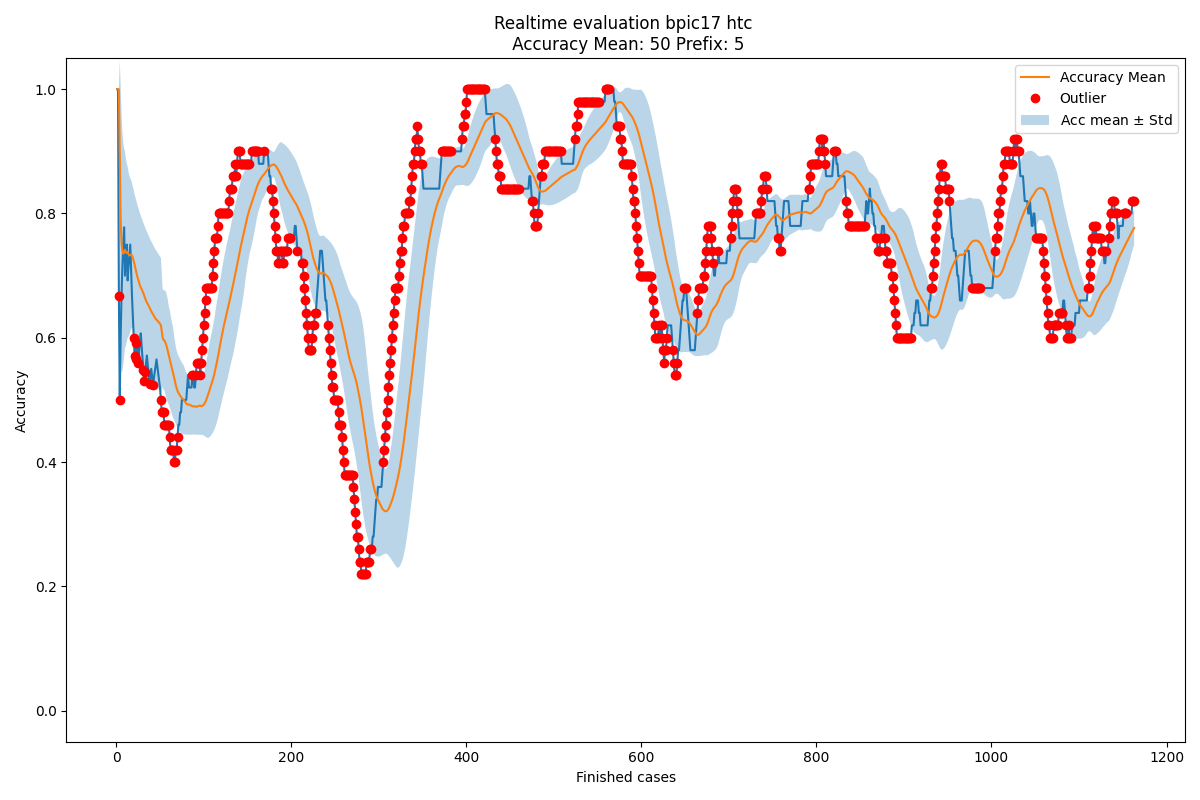 Realtime evaluation bpic17 htc
Accuracy Mean: 50 Prefix: 5
Accuracy Mean
Outlier
Acc mean ± Std
1.0
0.8
0.6
0.4
0.2
0.0
Accuracy
0 200 400 600 800 1000 1200
Finished cases